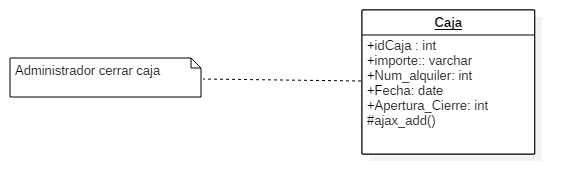 Caja
Administrador cerrar caja
+idCaja : int
+importe:: varchar
+Num_alquiler: int
+Fecha: date
+Apertura_Cierre: int
#ajax_add()